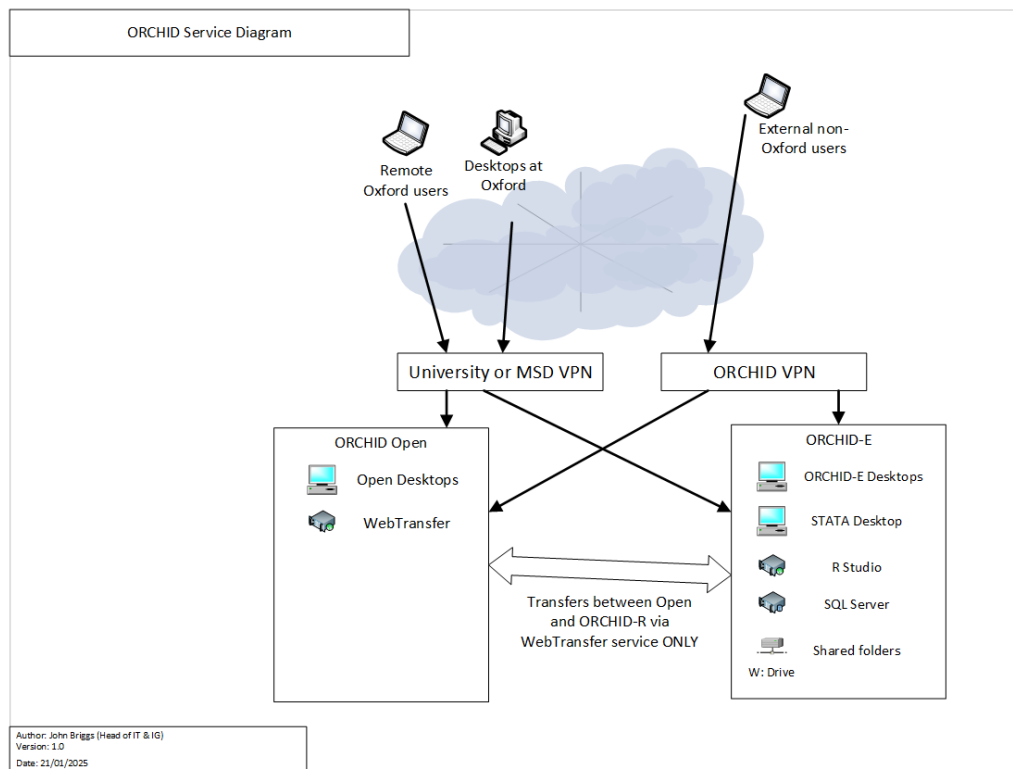 ORCHID Service Diagram
Remote
Oxford users
Desktops at
Oxford
External non-
Oxford users
University or MSD VPN
ORCHID VPN
ORCHID Open
Open Desktops
WebTransfer
ORCHID-E
ORCHID-E Desktops
STATA Desktop
R Studio
SQL Server
Shared folders
W: Drive
Transfers between Open
and ORCHID-R via
WebTransfer service ONLY
Author: John Briggs (Head of IT & IG)
Version: 1.0
Date: 21/01/2025